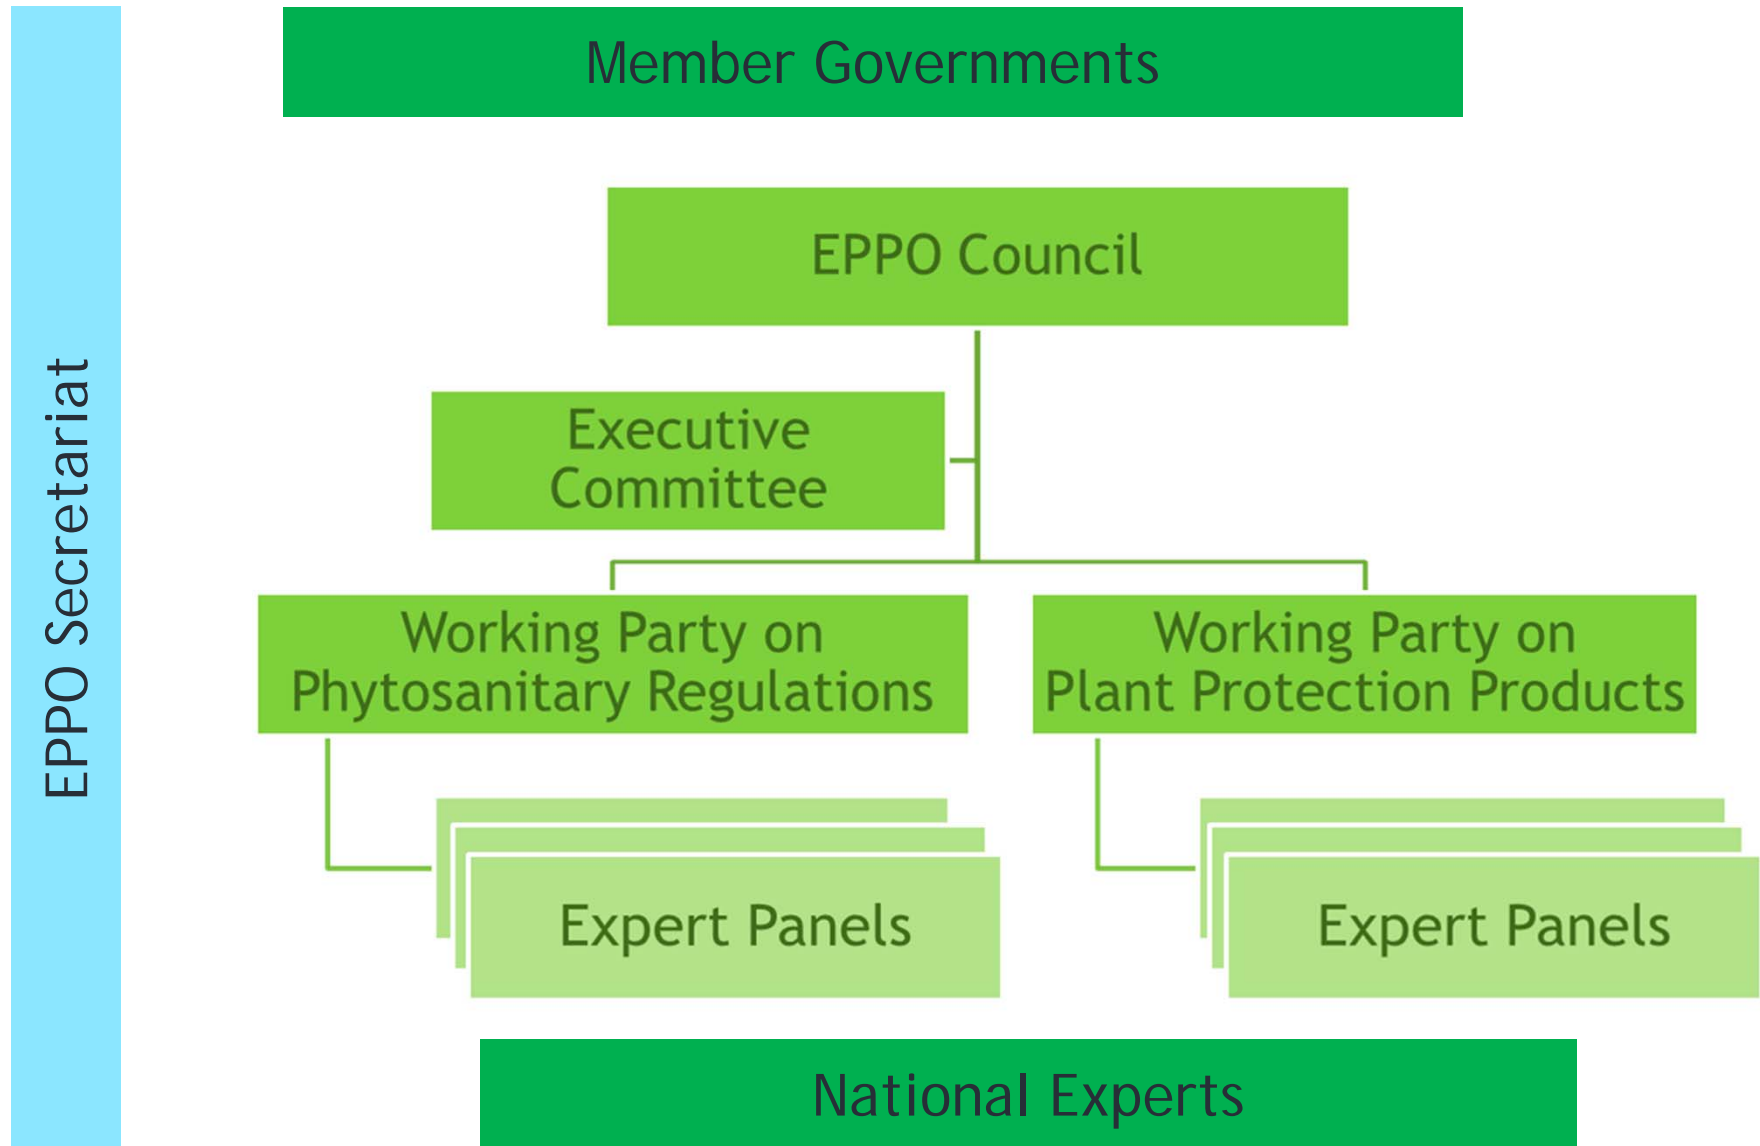 EPPO Secretariat
Member Governments
EPPO Council
Executive
Committee
Working Party on
Phytosanitary Regulations
Working Party on
Plant Protection Products
Expert Panels
Expert Panels
National Experts